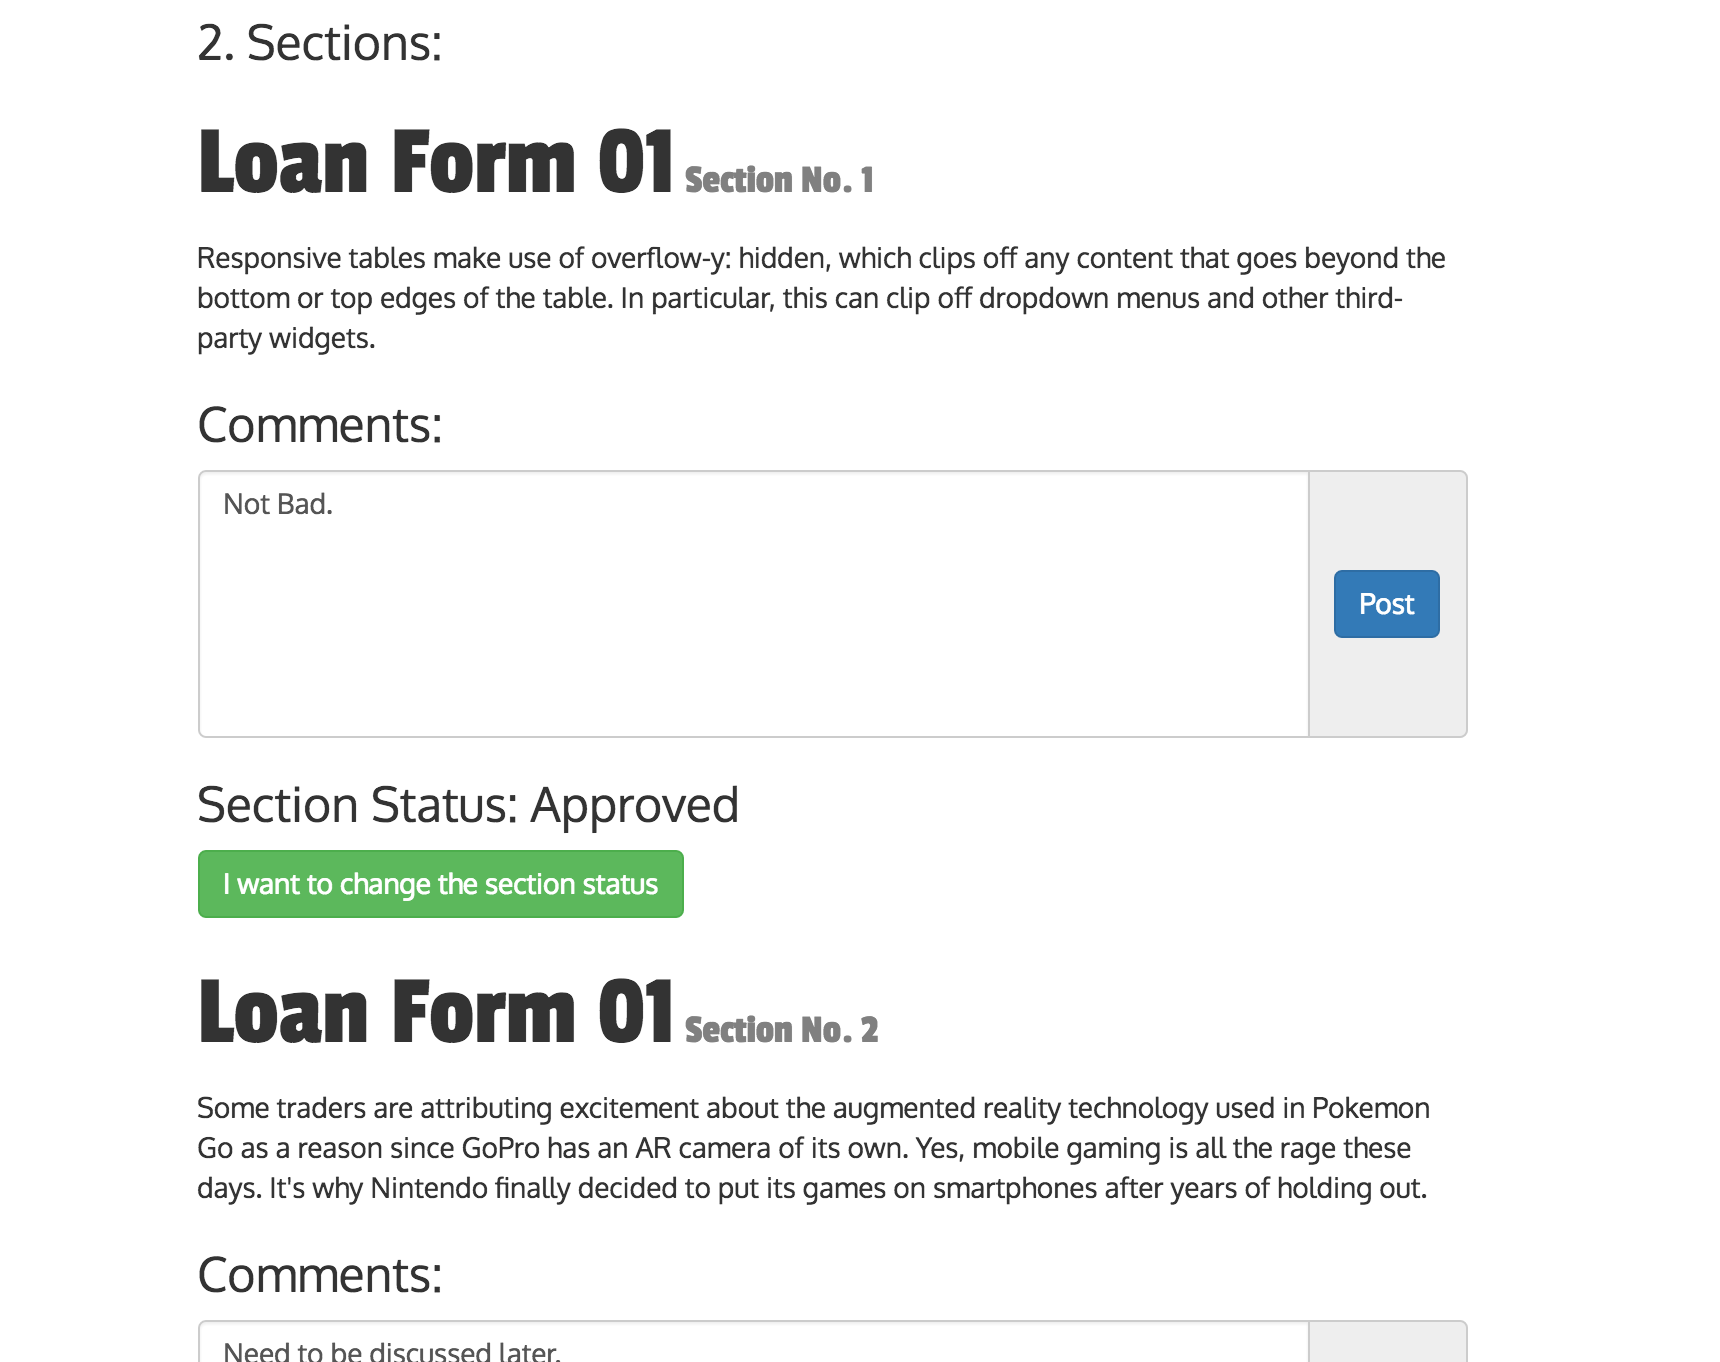 2. Sections:
Loan Form 01 Section No. 1
Responsive tables make use of overflow-y: hidden, which clips off any content that goes beyond the
bottom or top edges of the table. In particular, this can clip off dropdown menus and other third-
party widgets.
Comments:
Not Bad.
Post
Section Status: Approved
I want to change the section status
Loan Form 01 Section No. 2
Some traders are attributing excitement about the augmented reality technology used in Pokemon
Go as a reason since GoPro has an AR camera of its own. Yes, mobile gaming is all the rage these
days. It's why Nintendo finally decided to put its games on smartphones after years of holding out.
Comments:
Need to be discussed later.